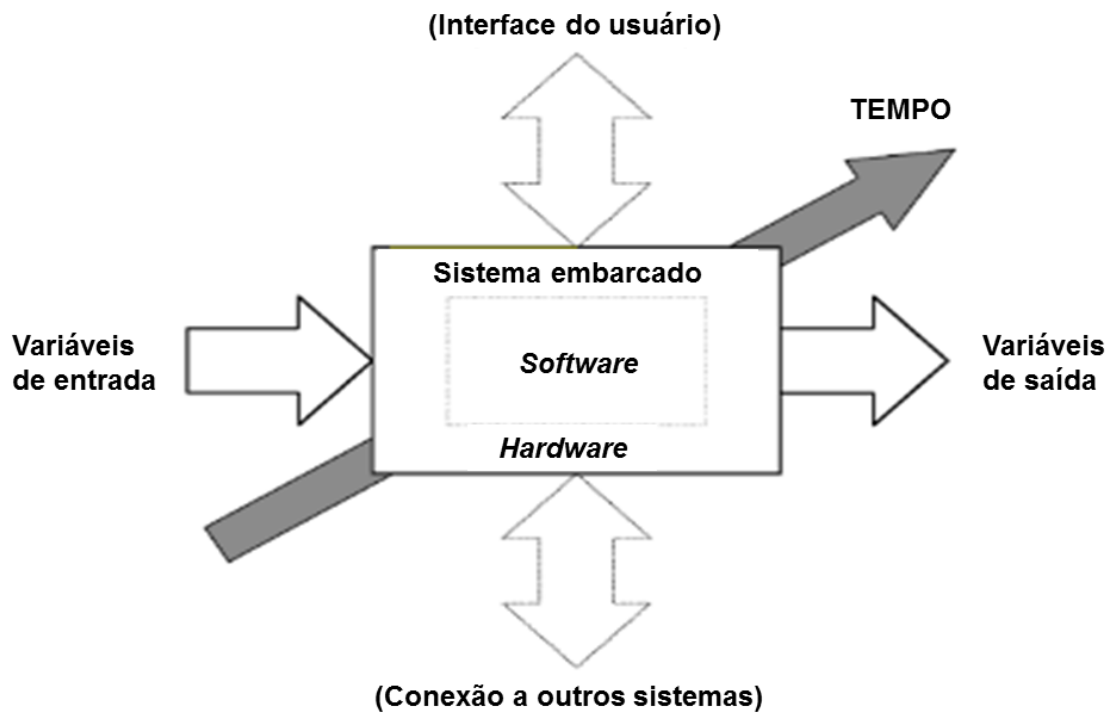 (Interface do usuário)
TEMPO
Sistema embarcado
Variáveis
de entrada
Software
Variáveis
de saída
Hardware
(Conexão a outros sistemas)